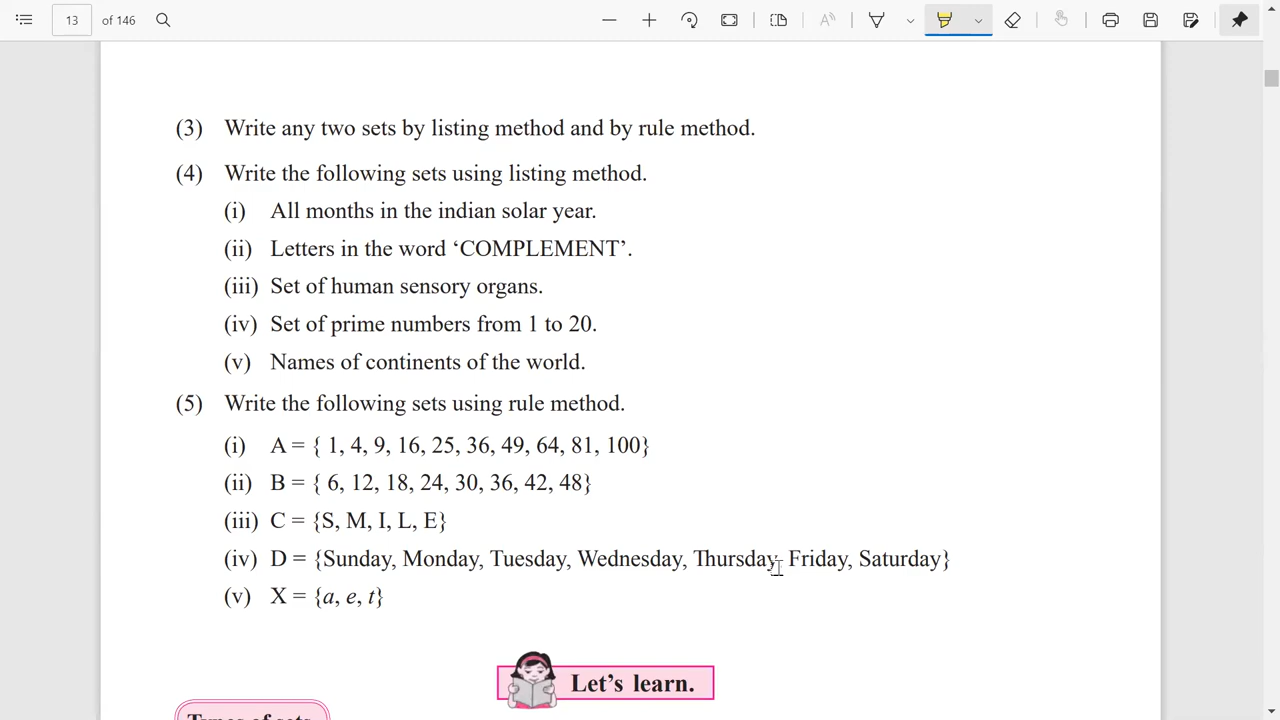 13 of 146
(3) Write any two sets by listing method and by rule method.
(4) Write the following sets using listing method.
(i) All months in the indian solar year.
(ii) Letters in the word ‘COMPLEMENT’.
(iii) Set of human sensory organs.
(iv) Set of prime numbers from 1 to 20.
(v) Names of continents of the world.
(5) Write the following sets using rule method.
(i) A = { 1, 4, 9, 16, 25, 36, 49, 64, 81, 100}
(ii) B = { 6, 12, 18, 24, 30, 36, 42, 48}
(iii) C = {S, M, I, L, E}
(iv) D = {Sunday, Monday, Tuesday, Wednesday, Thursday, Friday, Saturday}
(v) X = {a, e, t}
Let’s learn.
Types of sets